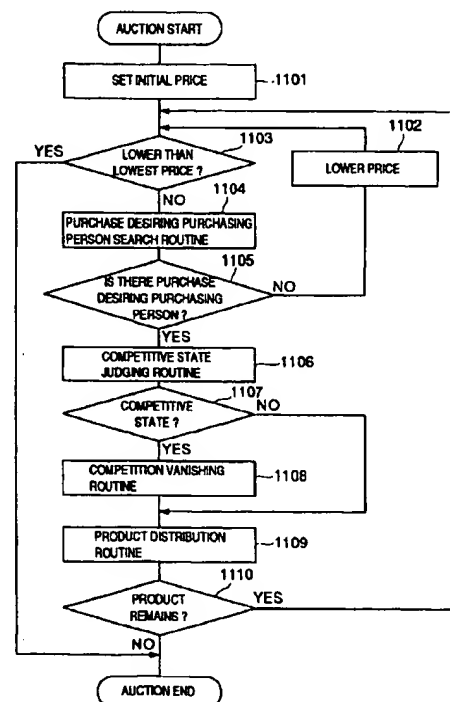 AUCTION START
SET INITIAL PRICE
1101
1102
1103
YES
LOWER THAN
LOWEST PRICE ?
LOWER PRICE
1104
NO
PURCHASE DESIRING PURCHASING
PERSON SEARCH ROUTINE
1105
IS THERE PURCHASE
DESIRING PURCHASING
PERSON ?
NO
YES
COMPETITIVE STATE
JUDGING ROUTINE
1106
1107
COMPETITIVE
STATE ?
NO
YES
COMPETITION VANISHING
ROUTINE
1108
PRODUCT DISTRIBUTION
ROUTINE
1109
1110
PRODUCT
REMAINS ?
YES
NO
AUCTION END